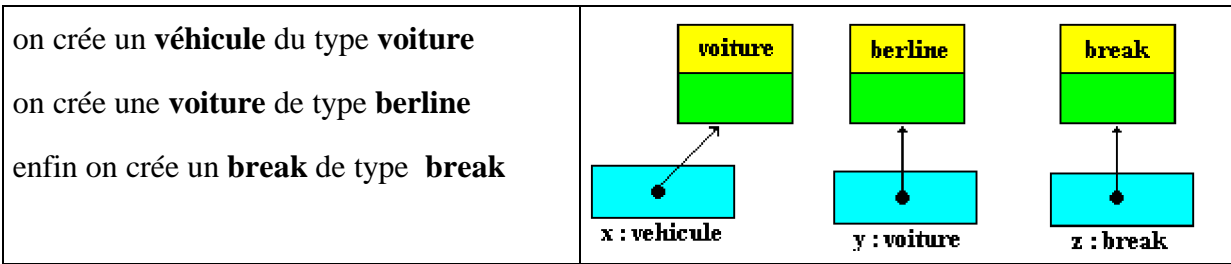 on crée un véhicule du type voiture
on crée une voiture de type berline
enfin on crée un break de type break
voiture
berline
break
x : vehicule
y : voiture
z : break